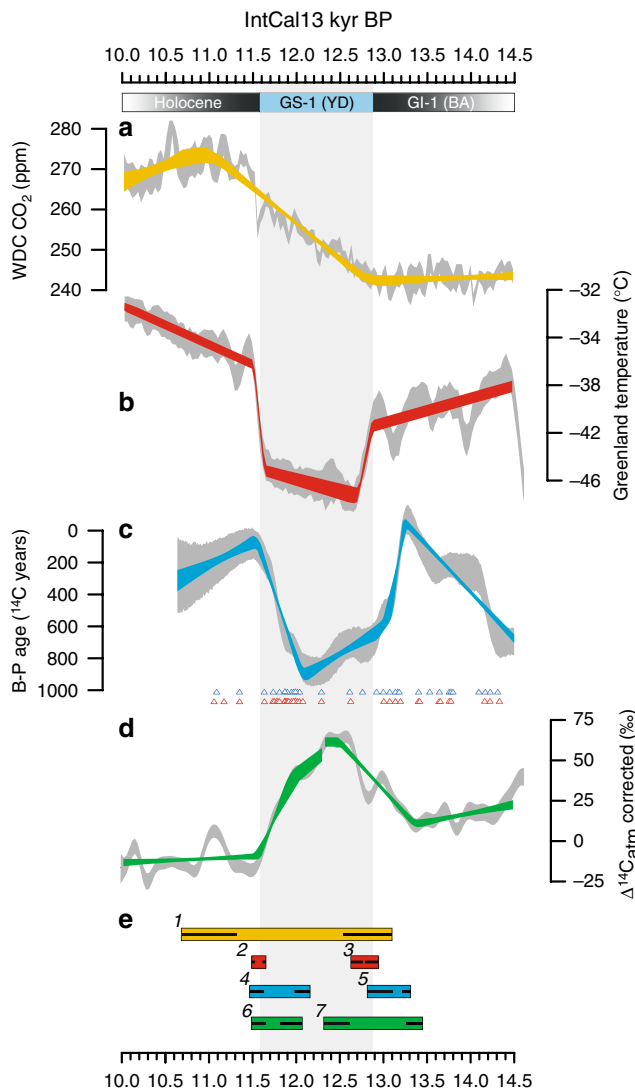 IntCal13 kyr BP
10.0 10.5 11.0 11.5 12.0 12.5 13.0 13.5 14.5
Holocene GS-1 (YD) GI-1 (BA)
a
280
270
260
250
240
WDC CO₂ (ppm)
b
−32
−34
−38
−42
−46
Greenland temperature (°C)
c
0
200
400
600
800
1000
B-P age (¹⁴C years)
d
75
50
25
0
−25
Δ¹⁴Catm corrected (‰)
e
1
2 3
4 5
6 7
10.0 10.5 11.0 11.5 12.0 12.5 13.0 13.5 14.5